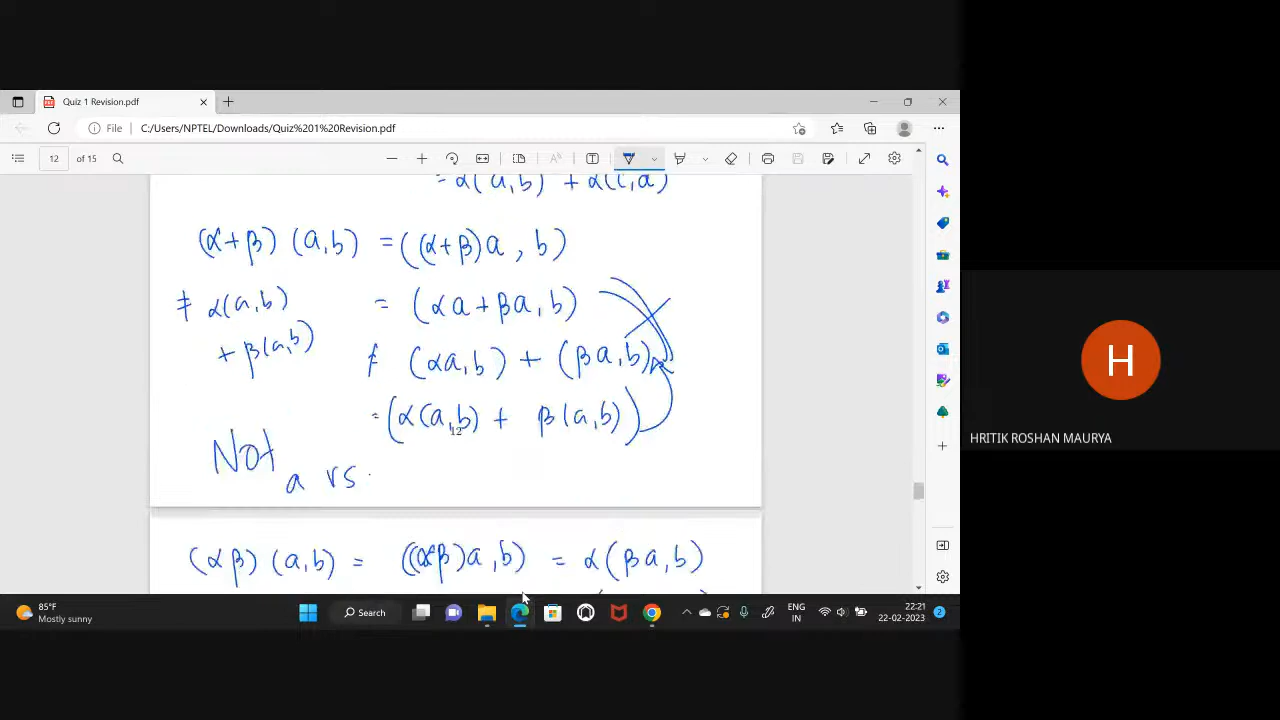 Quiz 1 Revision.pdf
File C:/Users/NPTEL/Downloads/Quiz%201%20Revision.pdf
12 of 15
= α(a,b) + α(c,d)
(α+β) (a,b) = ((α+β)a , b)
≠ α(a,b) = (αa + βa, b)
+ β(a,b) ≠ (αa,b) + (βa,b)
= (α(a,b) + β(a,b))
12
Not a VS.
(αβ) (a,b) = ((αβ)a, b) = α(βa, b)
H
HRITIK ROSHAN MAURYA
85°F
Mostly sunny
Search
ENG
IN
22:21
22-02-2023
2